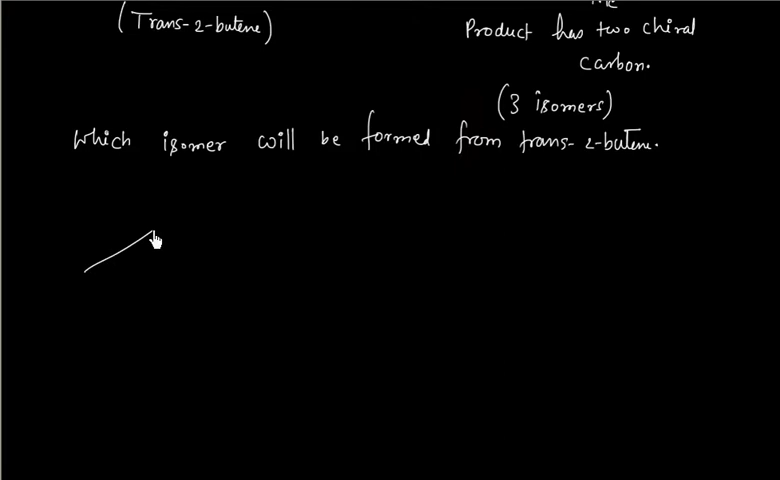 Me
(Trans-2-butene)
Product has two chiral
carbon.
(3 isomers)
Which isomer will be formed from trans-2-butene.